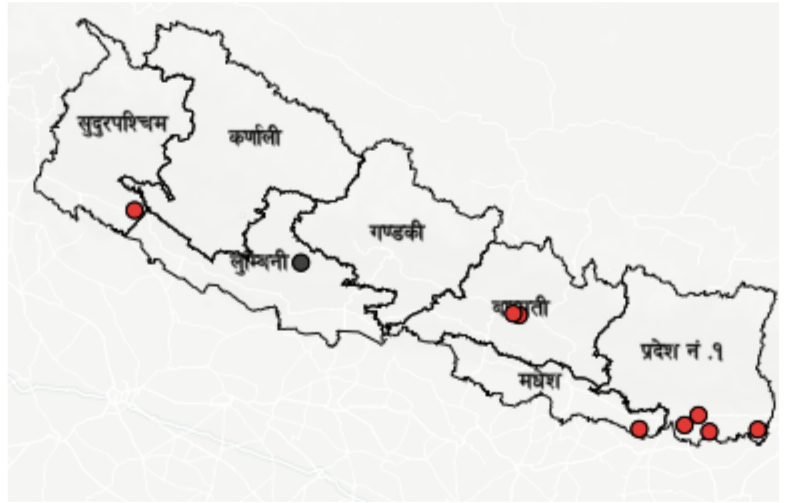 सुदुरपश्चिम
कर्णाली
गण्डकी
लुम्बिनी
प्रदेश नं .१
मधेश